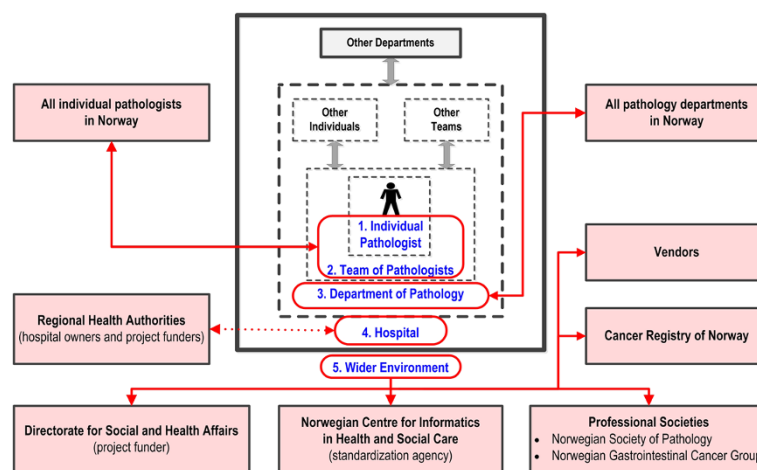 Other Departments
All individual pathologists
in Norway
Other
Individuals
Other
Teams
All pathology departments
in Norway
1. Individual
Pathologist
2. Team of Pathologists
3. Department of Pathology
4. Hospital
5. Wider Environment
Regional Health Authorities
(hospital owners and project funders)
Vendors
Cancer Registry of Norway
Directorate for Social and Health Affairs
(project funder)
Norwegian Centre for Informatics
in Health and Social Care
(standardization agency)
Professional Societies
• Norwegian Society of Pathology
• Norwegian Gastrointestinal Cancer Group